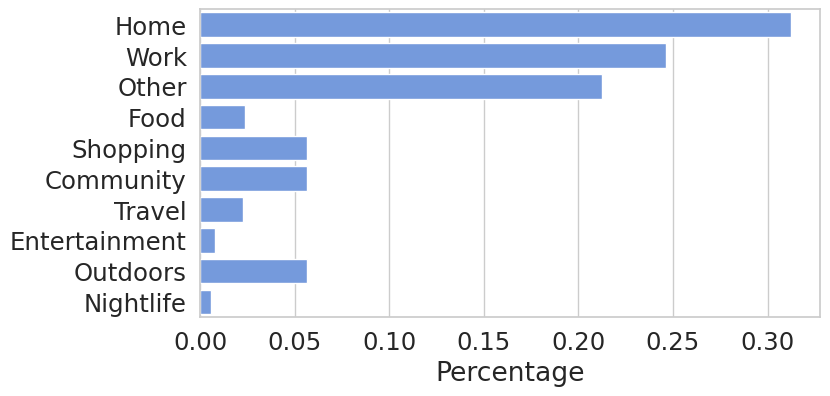 Home
Work
Other
Food
Shopping
Community
Travel
Entertainment
Outdoors
Nightlife
0.00 0.05 0.10 0.15 0.20 0.25 0.30
Percentage